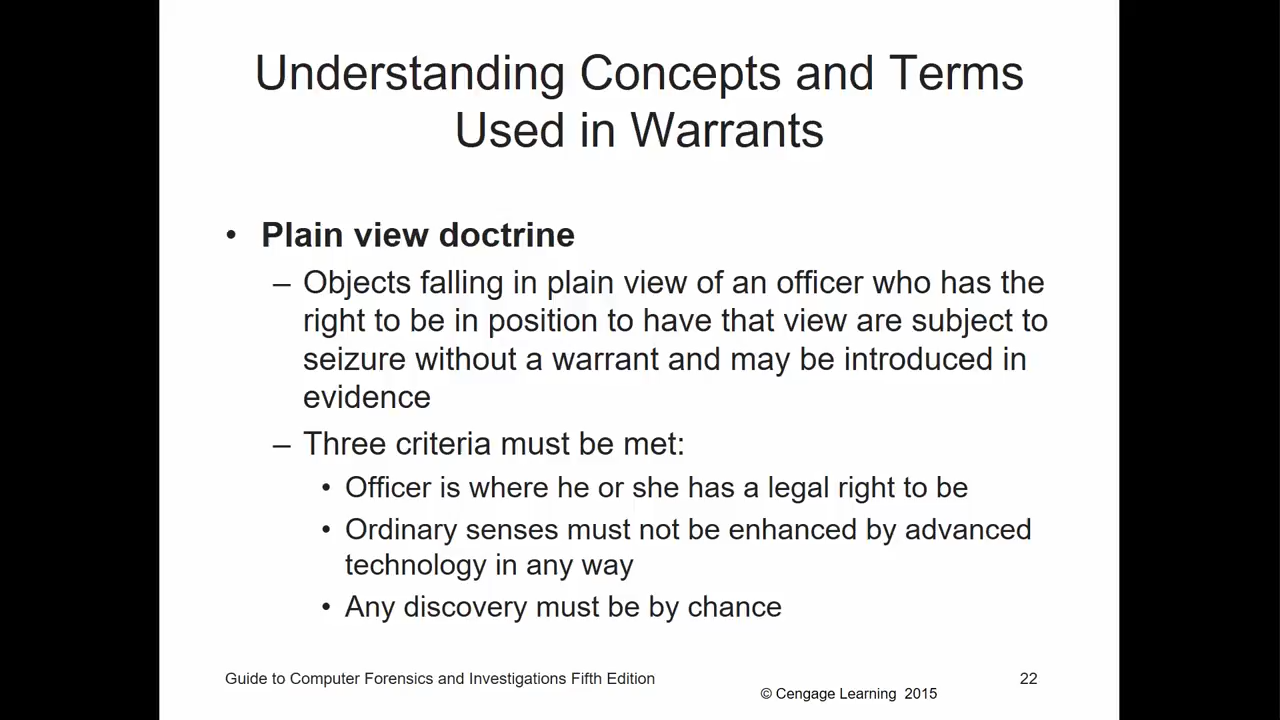 Understanding Concepts and Terms
Used in Warrants
• Plain view doctrine
– Objects falling in plain view of an officer who has the
right to be in position to have that view are subject to
seizure without a warrant and may be introduced in
evidence
– Three criteria must be met:
• Officer is where he or she has a legal right to be
• Ordinary senses must not be enhanced by advanced
technology in any way
• Any discovery must be by chance
Guide to Computer Forensics and Investigations Fifth Edition
22
© Cengage Learning 2015